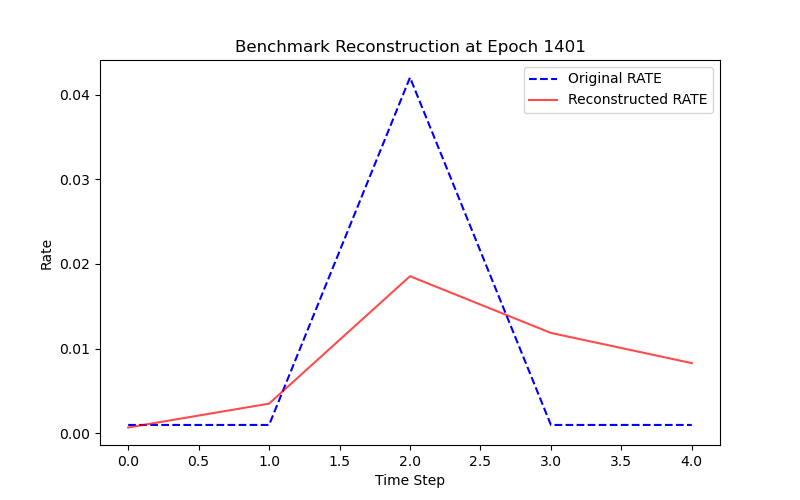 Benchmark Reconstruction at Epoch 1401
Original RATE
Reconstructed RATE
0.04
0.03
0.02
0.01
0.00
Rate
0.0 0.5 1.0 1.5 2.0 2.5 3.0 3.5 4.0
Time Step